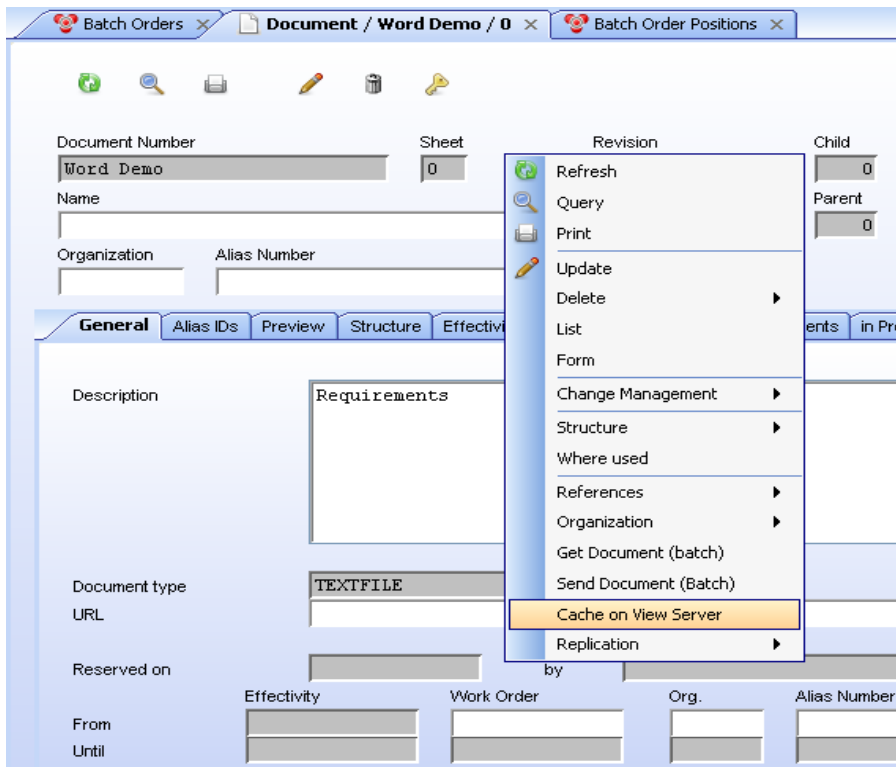 Batch Orders
Document / Word Demo / 0
Batch Order Positions
Document Number
Sheet
Revision
Child
Word Demo
0
0
Name
Parent
0
Organization
Alias Number
General
Alias IDs
Preview
Structure
Effectivi
ents
in Pr
Refresh
Query
Print
Update
Delete
List
Form
Change Management
Structure
Where used
References
Organization
Get Document (batch)
Send Document (Batch)
Cache on View Server
Replication
Description
Requirements
Document type
TEXTFILE
URL
Reserved on
by
Effectivity
Work Order
Org.
Alias Number
From
Until